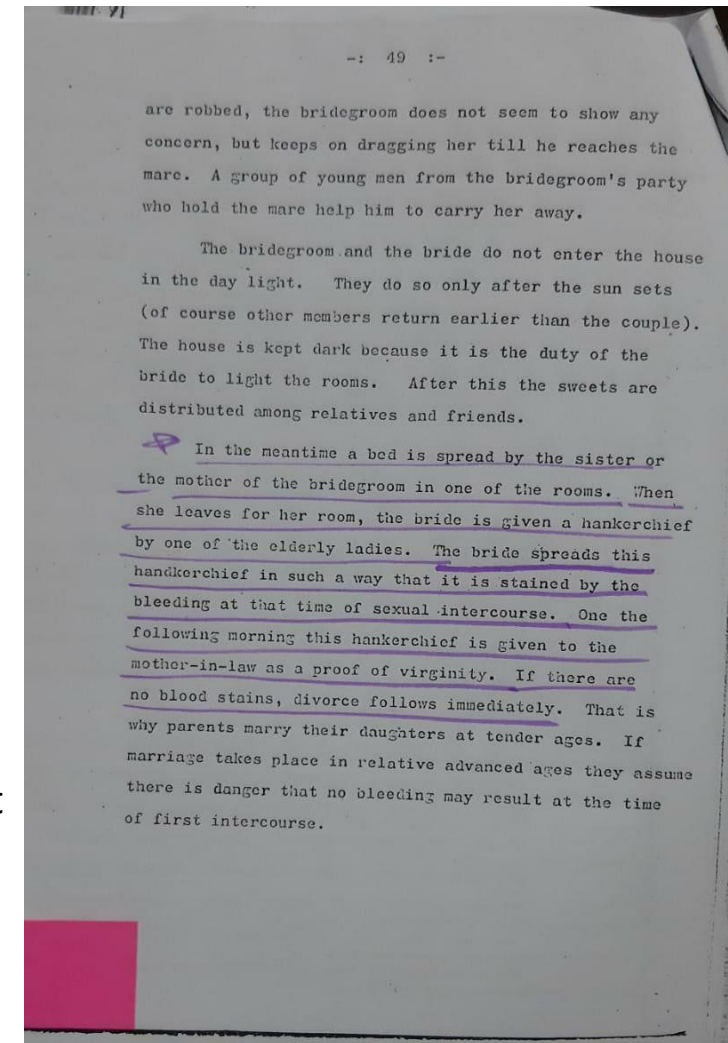 -: 49 :-
are robbed, the bridegroom does not seem to show any
concern, but keeps on dragging her till he reaches the
mare. A group of young men from the bridegroom's party
who hold the mare help him to carry her away.
The bridegroom and the bride do not enter the house
in the day light. They do so only after the sun sets
(of course other members return earlier than the couple).
The house is kept dark because it is the duty of the
bride to light the rooms. After this the sweets are
distributed among relatives and friends.
In the meantime a bed is spread by the sister or
the mother of the bridegroom in one of the rooms. When
she leaves for her room, the bride is given a hankerchief
by one of the elderly ladies. The bride spreads this
handkerchief in such a way that it is stained by the
bleeding at that time of sexual intercourse. One the
following morning this hankerchief is given to the
mother-in-law as a proof of virginity. If there are
no blood stains, divorce follows immediately. That is
why parents marry their daughters at tender ages. If
marriage takes place in relative advanced ages they assume
there is danger that no bleeding may result at the time
of first intercourse.